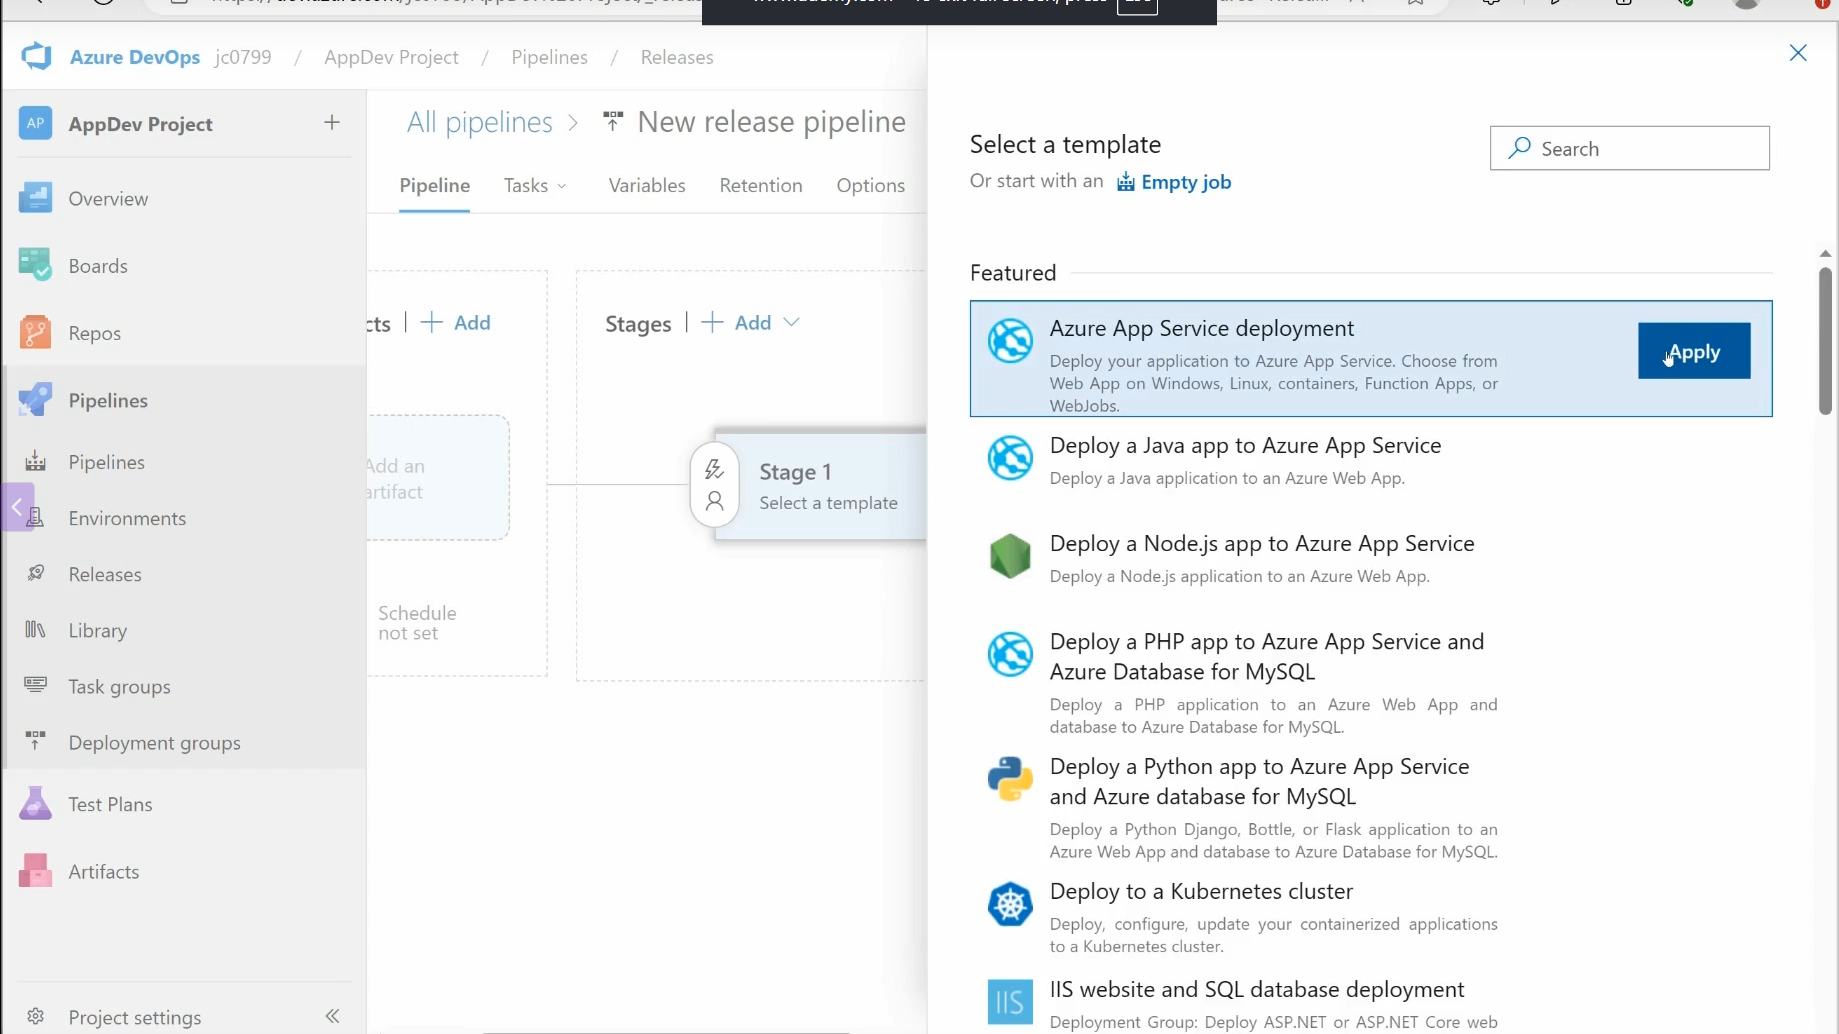 Azure DevOps jc0799 / AppDev Project / Pipelines / Releases
AP AppDev Project
Overview
Boards
Repos
Pipelines
Pipelines
Environments
Releases
Library
Task groups
Deployment groups
Test Plans
Artifacts
Project settings
All pipelines > New release pipeline
Pipeline Tasks Variables Retention Options
cts | + Add
Stages | + Add
Add an
artifact
Schedule
not set
Stage 1
Select a template
Select a template
Or start with an Empty job
Search
Featured
Azure App Service deployment
Deploy your application to Azure App Service. Choose from
Web App on Windows, Linux, containers, Function Apps, or
WebJobs.
Apply
Deploy a Java app to Azure App Service
Deploy a Java application to an Azure Web App.
Deploy a Node.js app to Azure App Service
Deploy a Node.js application to an Azure Web App.
Deploy a PHP app to Azure App Service and
Azure Database for MySQL
Deploy a PHP application to an Azure Web App and
database to Azure Database for MySQL.
Deploy a Python app to Azure App Service
and Azure database for MySQL
Deploy a Python Django, Bottle, or Flask application to an
Azure Web App and database to Azure Database for MySQL.
Deploy to a Kubernetes cluster
Deploy, configure, update your containerized applications
to a Kubernetes cluster.
IIS
IIS website and SQL database deployment
Deployment Group: Deploy ASP.NET or ASP.NET Core web